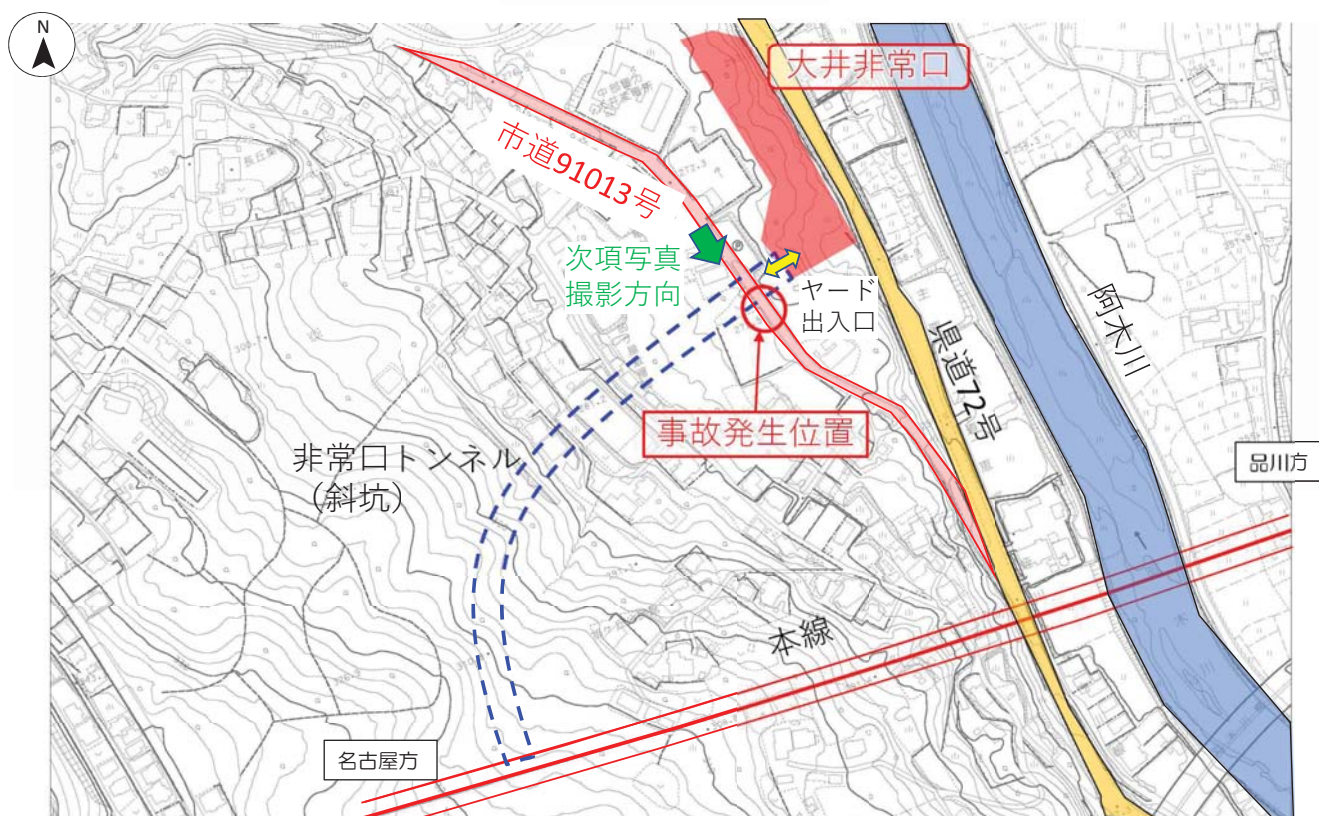 N
大井非常口
市道91013号
次項写真
撮影方向
ヤード
出入口
阿木川
県道72号
事故発生位置
非常口トンネル
（斜坑）
品川方
本線
名古屋方